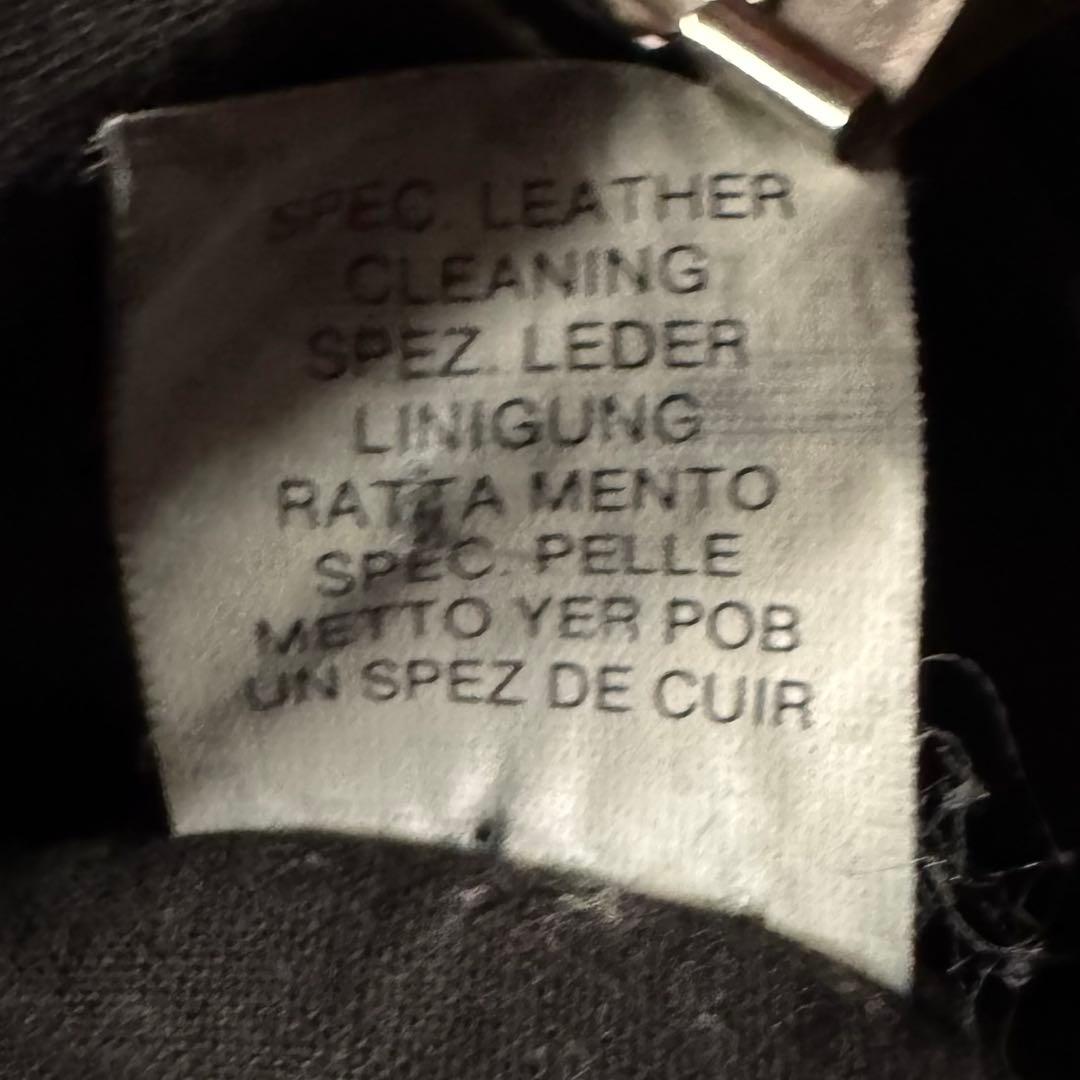 SPEC. LEATHER
CLEANING
SPEZ. LEDER
LINIGUNG
RATTA MENTO
SPEC. PELLE
METTO YER POB
UN SPEZ DE CUIR